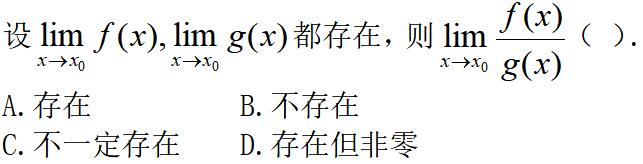 设 $\lim_{x \to x_0} f(x), \lim_{x \to x_0} g(x)$ 都存在，则 $\lim_{x \to x_0} \frac{f(x)}{g(x)}$（ ）.
A.存在 B.不存在
C.不一定存在 D.存在但非零